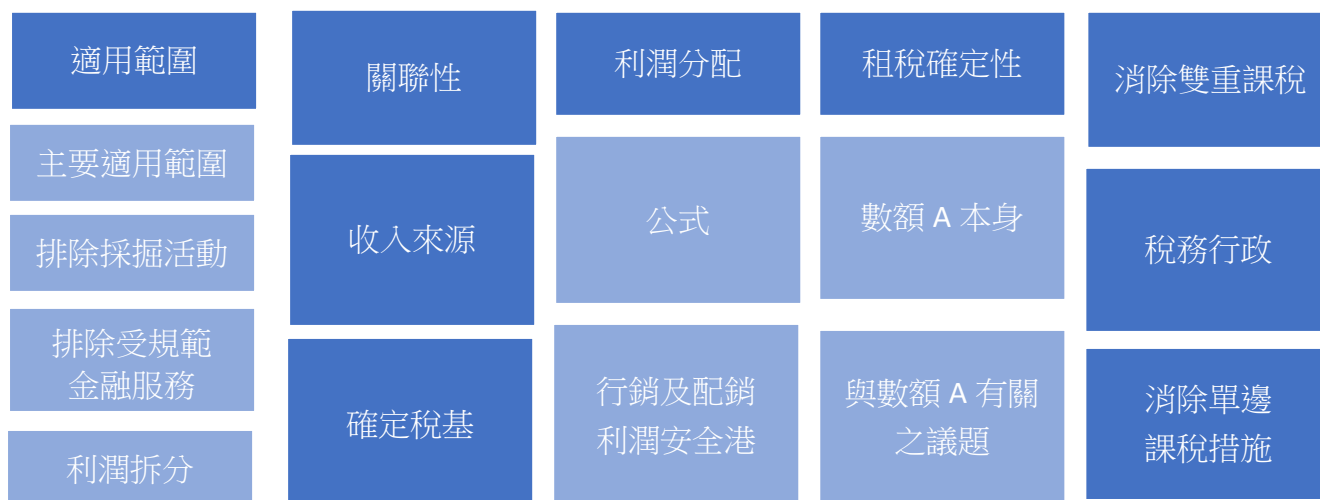 適用範圍
主要適用範圍
排除採掘活動
排除受規範
金融服務
利潤拆分
關聯性
收入來源
確定稅基
利潤分配
公式
行銷及配銷
利潤安全港
租稅確定性
數額 A 本身
與數額 A 有關
之議題
消除雙重課稅
稅務行政
消除單邊
課稅措施